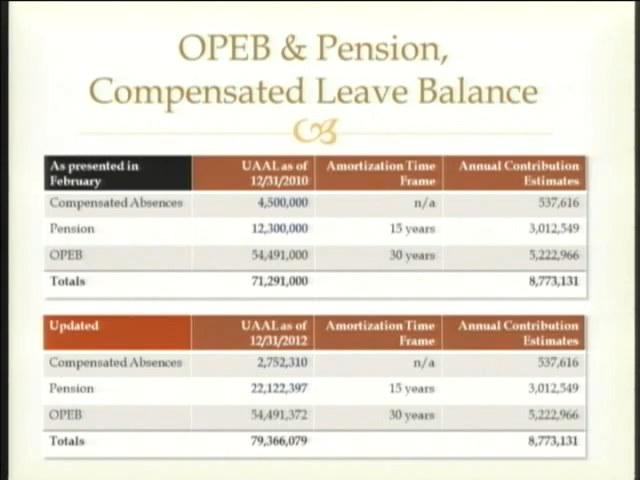 OPEB & Pension,
Compensated Leave Balance
As presented in February UAAL as of 12/31/2010 Amortization Time Frame Annual Contribution Estimates
Compensated Absences 4,500,000 n/a 537,616
Pension 12,300,000 15 years 3,012,549
OPEB 54,491,000 30 years 5,222,966
Totals 71,291,000 8,773,131
Updated UAAL as of 12/31/2012 Amortization Time Frame Annual Contribution Estimates
Compensated Absences 2,752,310 n/a 537,616
Pension 22,122,397 15 years 3,012,549
OPEB 54,491,372 30 years 5,222,966
Totals 79,366,079 8,773,131